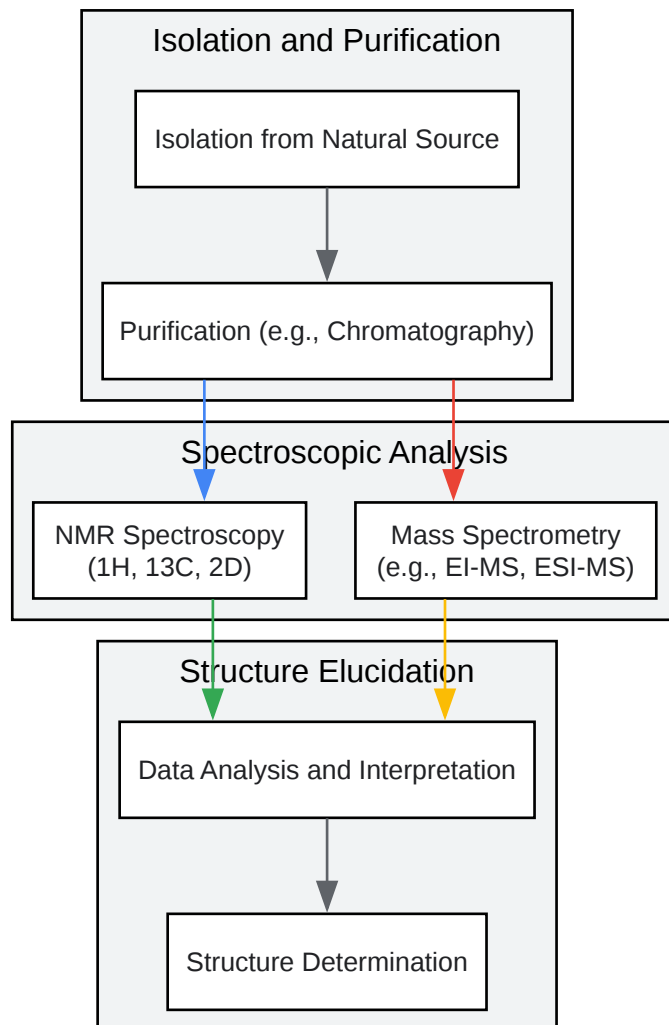 Isolation and Purification
Isolation from Natural Source
Purification (e.g., Chromatography)
Spectroscopic Analysis
NMR Spectroscopy
(1H, 13C, 2D)
Mass Spectrometry
(e.g., EI-MS, ESI-MS)
Structure Elucidation
Data Analysis and Interpretation
Structure Determination